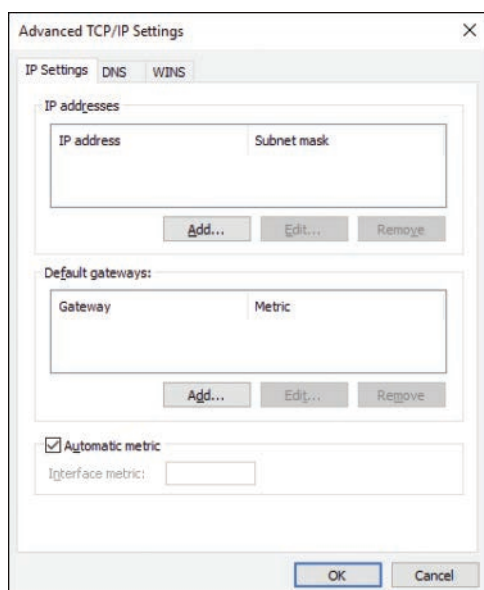 Advanced TCP/IP Settings
IP Settings DNS WINS
IP addresses
IP address Subnet mask
Add... Edit... Remove
Default gateways:
Gateway Metric
Add... Edit... Remove
Automatic metric
Interface metric:
OK Cancel